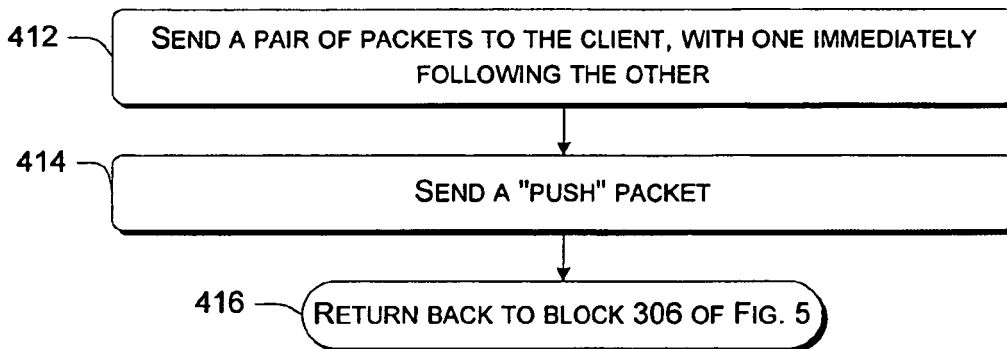 412
SEND A PAIR OF PACKETS TO THE CLIENT, WITH ONE IMMEDIATELY
FOLLOWING THE OTHER
414
SEND A "PUSH" PACKET
416
RETURN BACK TO BLOCK 306 OF FIG. 5